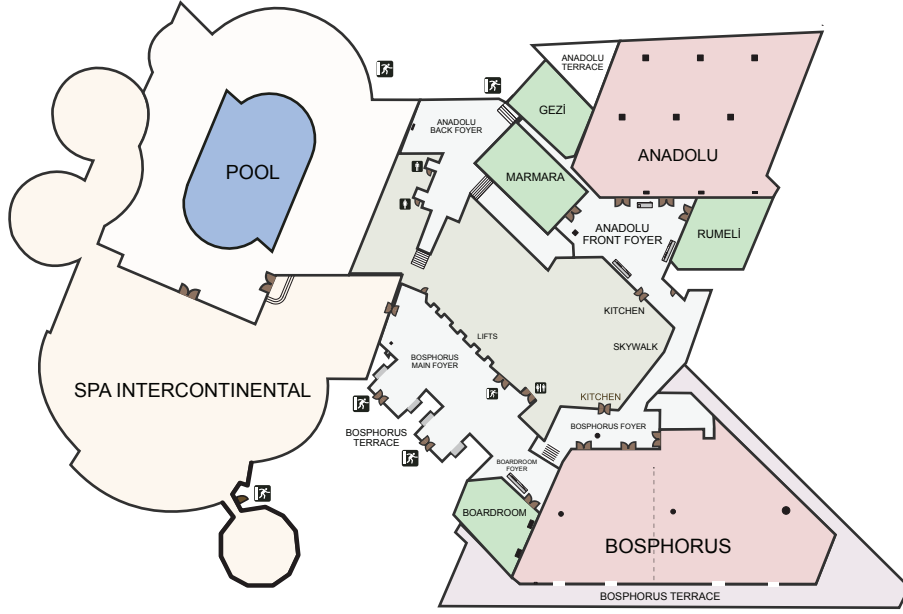 ANADOLU
TERRACE
GEZİ
ANADOLU
BACK FOYER
ANADOLU
POOL
MARMARA
ANADOLU
FRONT FOYER
RUMELİ
KITCHEN
LIFTS
SKYWALK
BOSPHORUS
MAIN FOYER
SPA INTERCONTINENTAL
KITCHEN
BOSPHORUS FOYER
BOSPHORUS
TERRACE
BOARDROOM
FOYER
BOARDROOM
BOSPHORUS
BOSPHORUS TERRACE